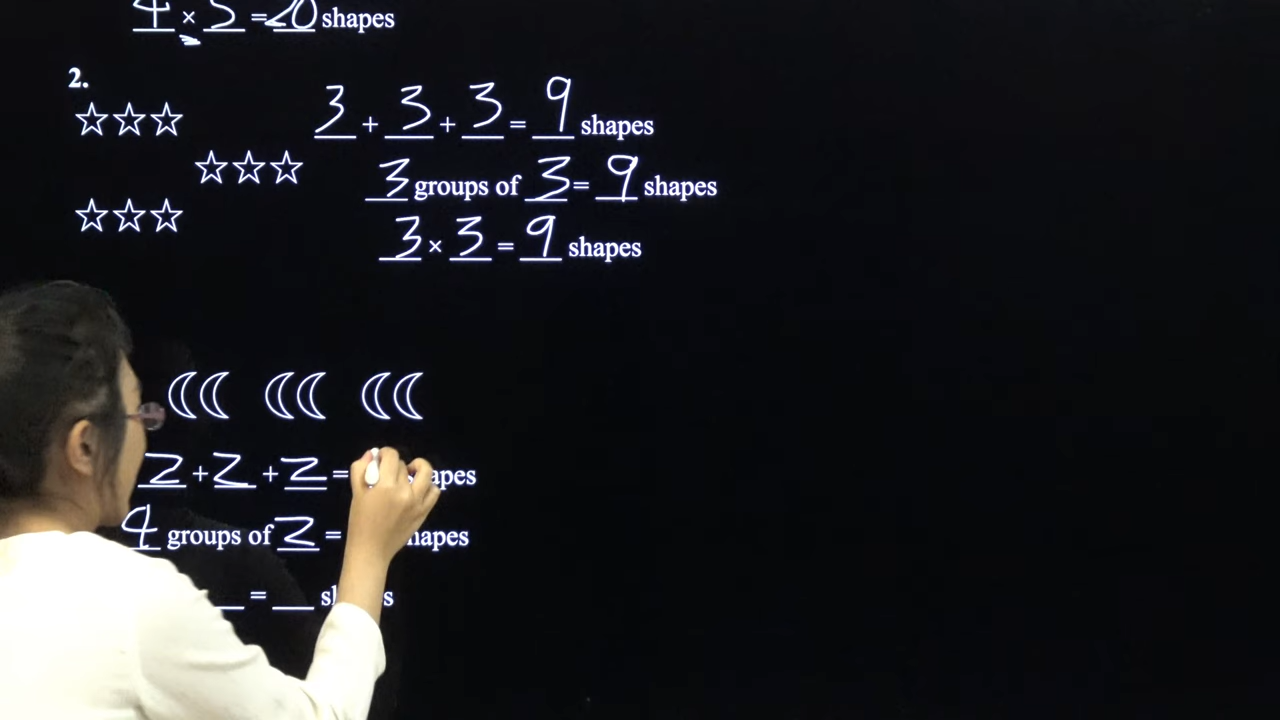 4 × 5 = 20 shapes
2.
3 + 3 + 3 = 9 shapes
3 groups of 3 = 9 shapes
3 × 3 = 9 shapes
2 + 2 + 2 =
4 groups of 2 =
=